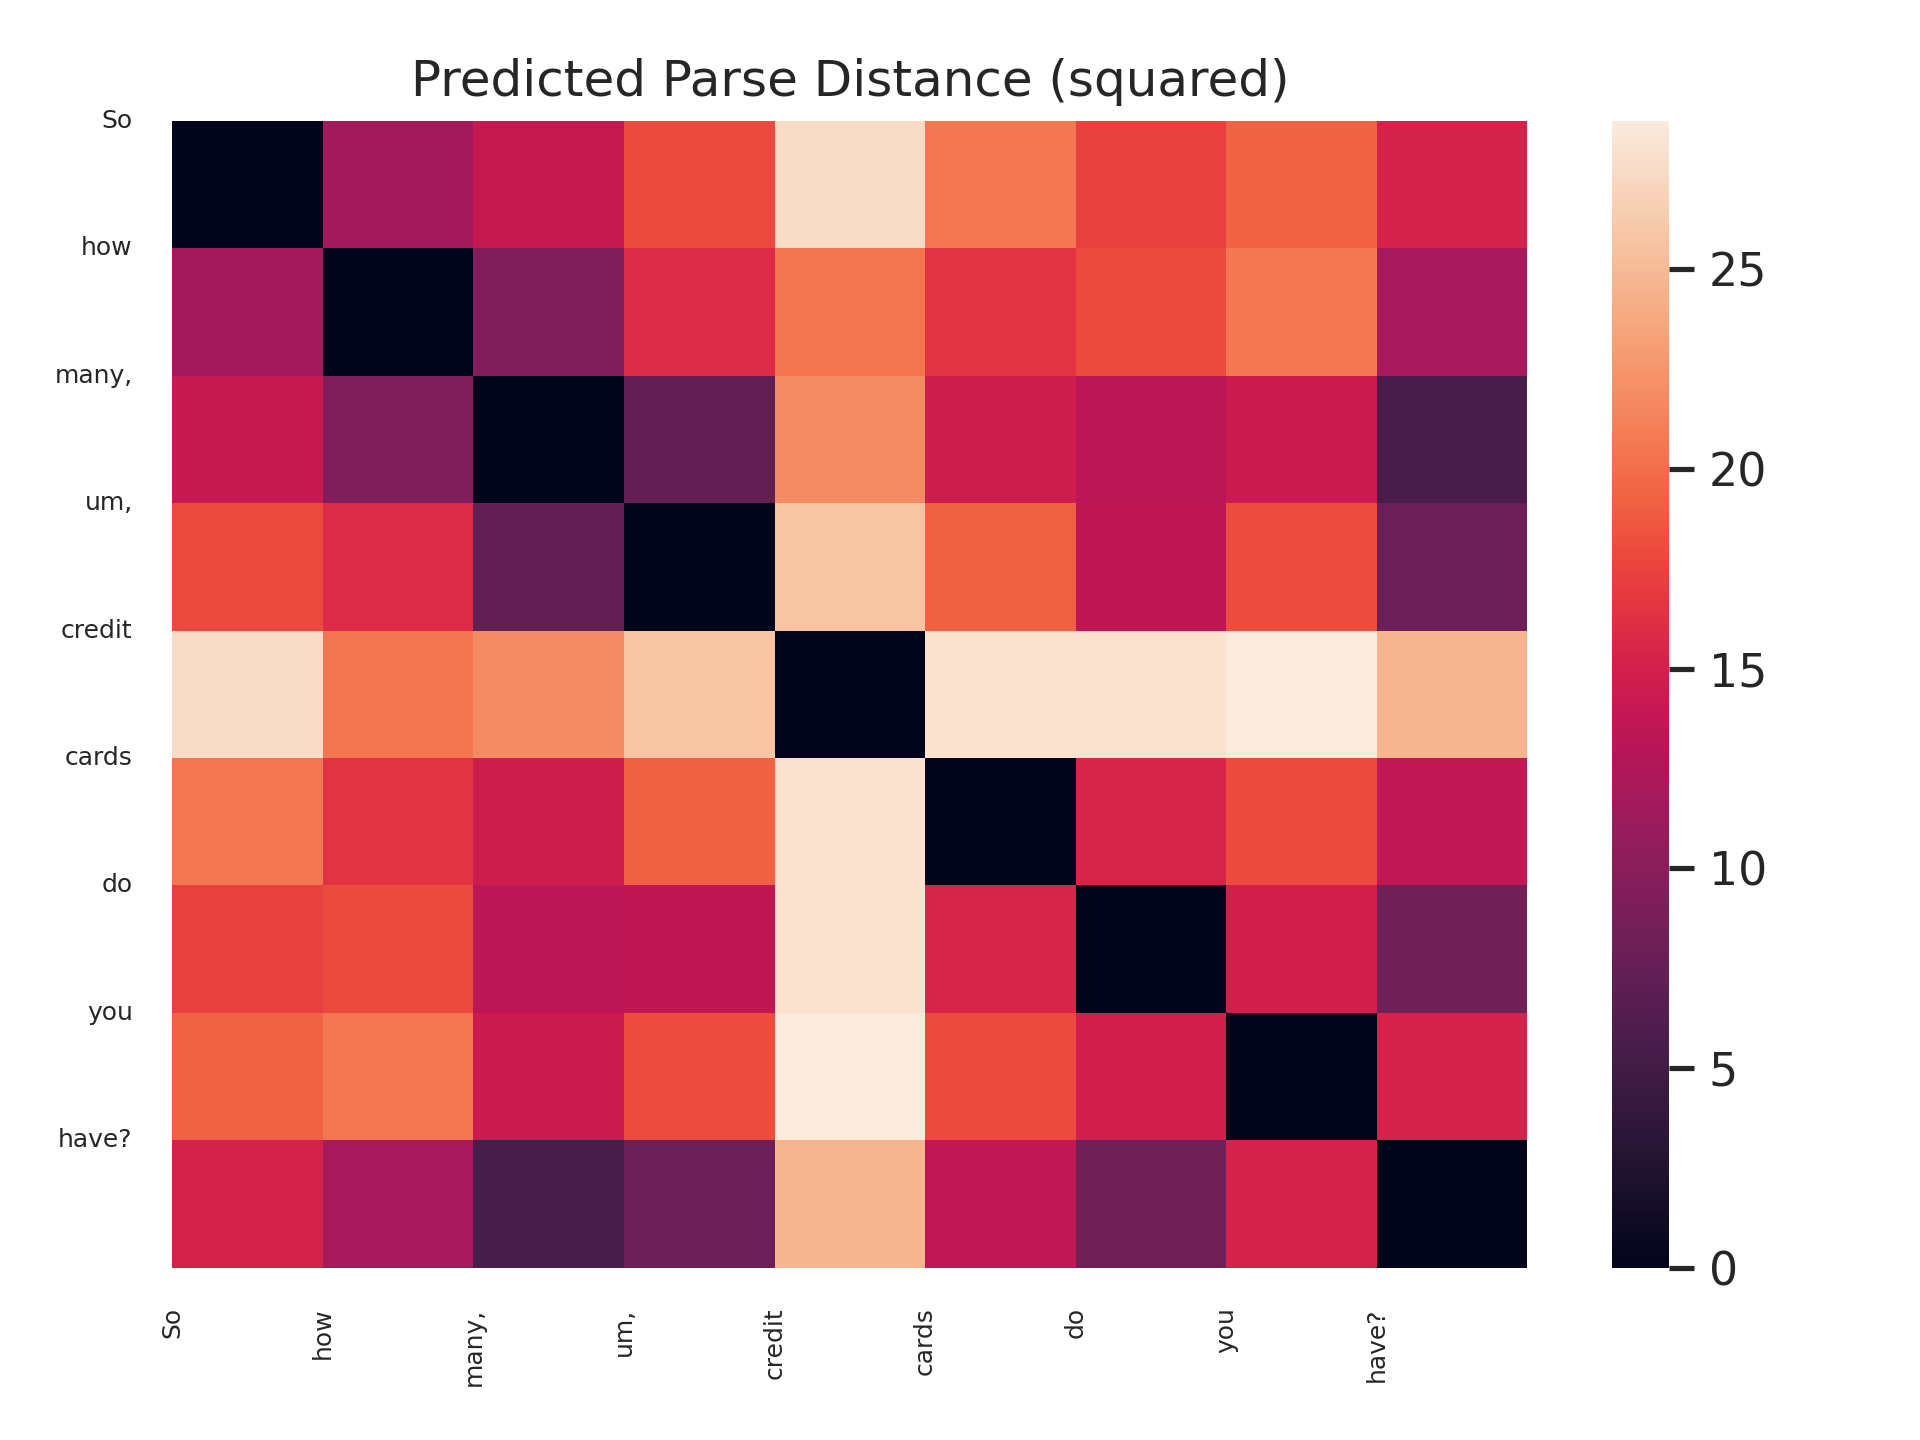 Predicted Parse Distance (squared)
So
how
many,
um,
credit
cards
do
you
have?
So
how
many,
um,
credit
cards
do
you
have?
25
20
15
10
5
0